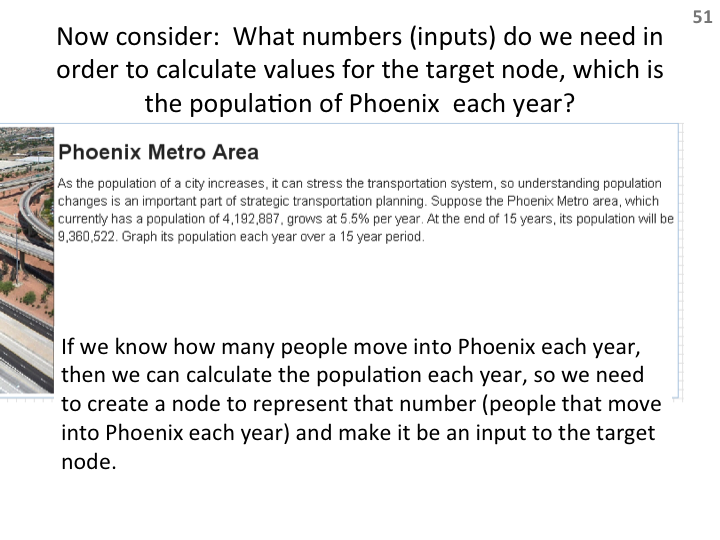 51
Now consider:  What numbers (inputs) do we need in
order to calculate values for the target node, which is
the population of Phoenix  each year?
Phoenix Metro Area
As the population of a city increases, it can stress the transportation system, so understanding population
changes is an important part of strategic transportation planning. Suppose the Phoenix Metro area, which
currently has a population of 4,192,887, grows at 5.5% per year. At the end of 15 years, its population will be
9,360,522. Graph its population each year over a 15 year period.
If we know how many people move into Phoenix each year,
then we can calculate the population each year, so we need
to create a node to represent that number (people that move
into Phoenix each year) and make it be an input to the target
node.